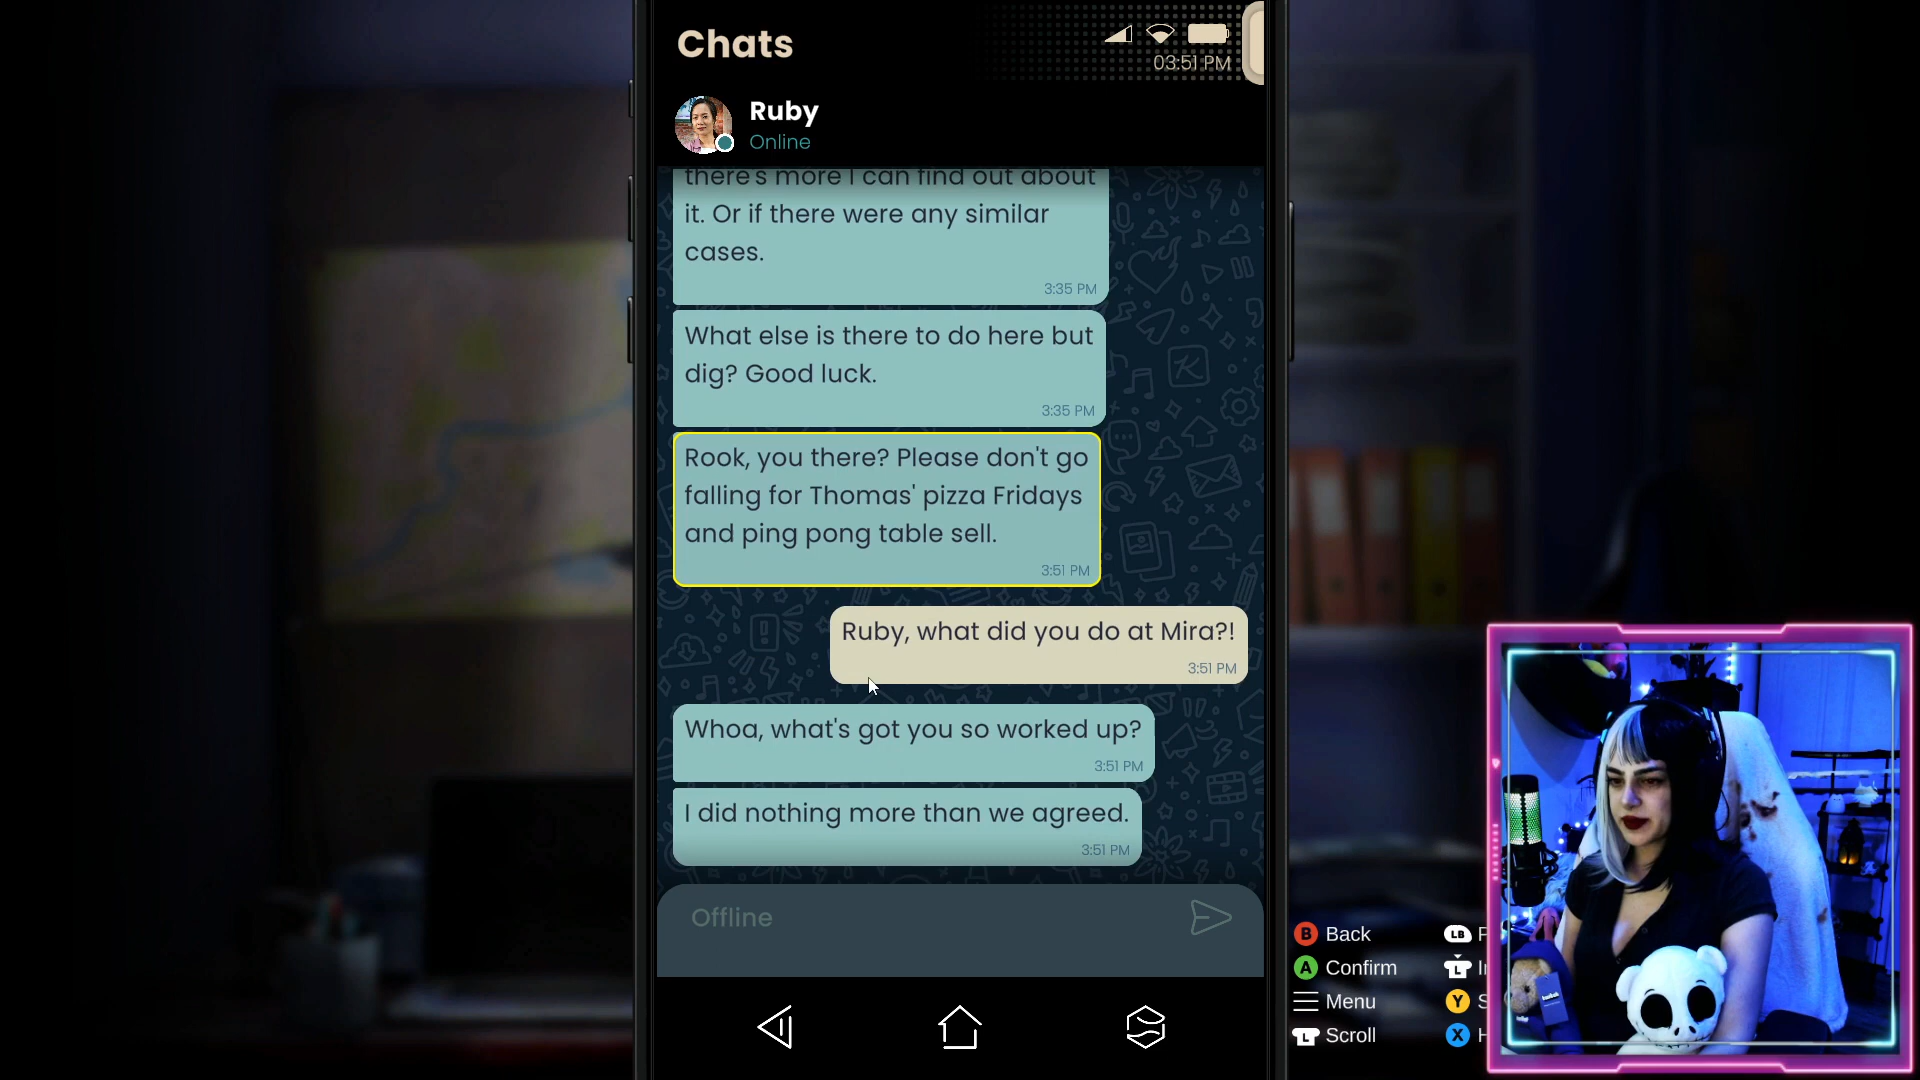 Chats
03:51 PM
Ruby
Online
there's more I can find out about
it. Or if there were any similar
cases.
3:35 PM
What else is there to do here but
dig? Good luck.
3:35 PM
Rook, you there? Please don't go
falling for Thomas' pizza Fridays
and ping pong table sell.
3:51 PM
Ruby, what did you do at Mira?!
3:51 PM
Whoa, what's got you so worked up?
3:51 PM
I did nothing more than we agreed.
3:51 PM
Offline
B Back
LB
A Confirm
L
Menu
Y
L Scroll
X